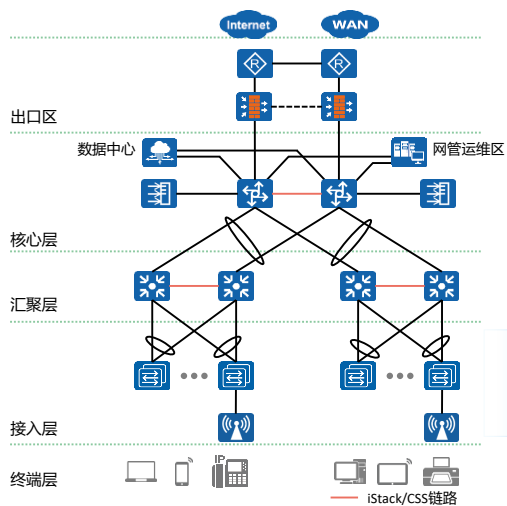 Internet
WAN
R
R
出口区
数据中心
网管运维区
核心层
汇聚层
接入层
终端层
IP
iStack/CSS链路